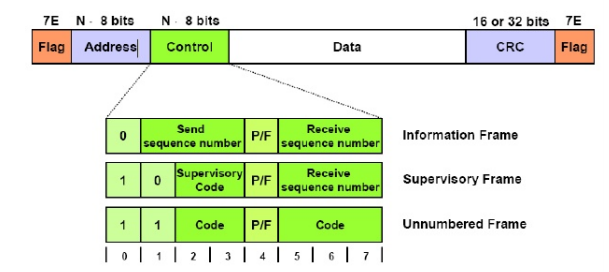 7E N - 8 bits N - 8 bits 16 or 32 bits 7E
Flag Address Control Data CRC Flag
0 Send sequence number P/F Receive sequence number Information Frame
1 0 Supervisory Code P/F Receive sequence number Supervisory Frame
1 1 Code P/F Code Unnumbered Frame
0 1 2 3 4 5 6 7